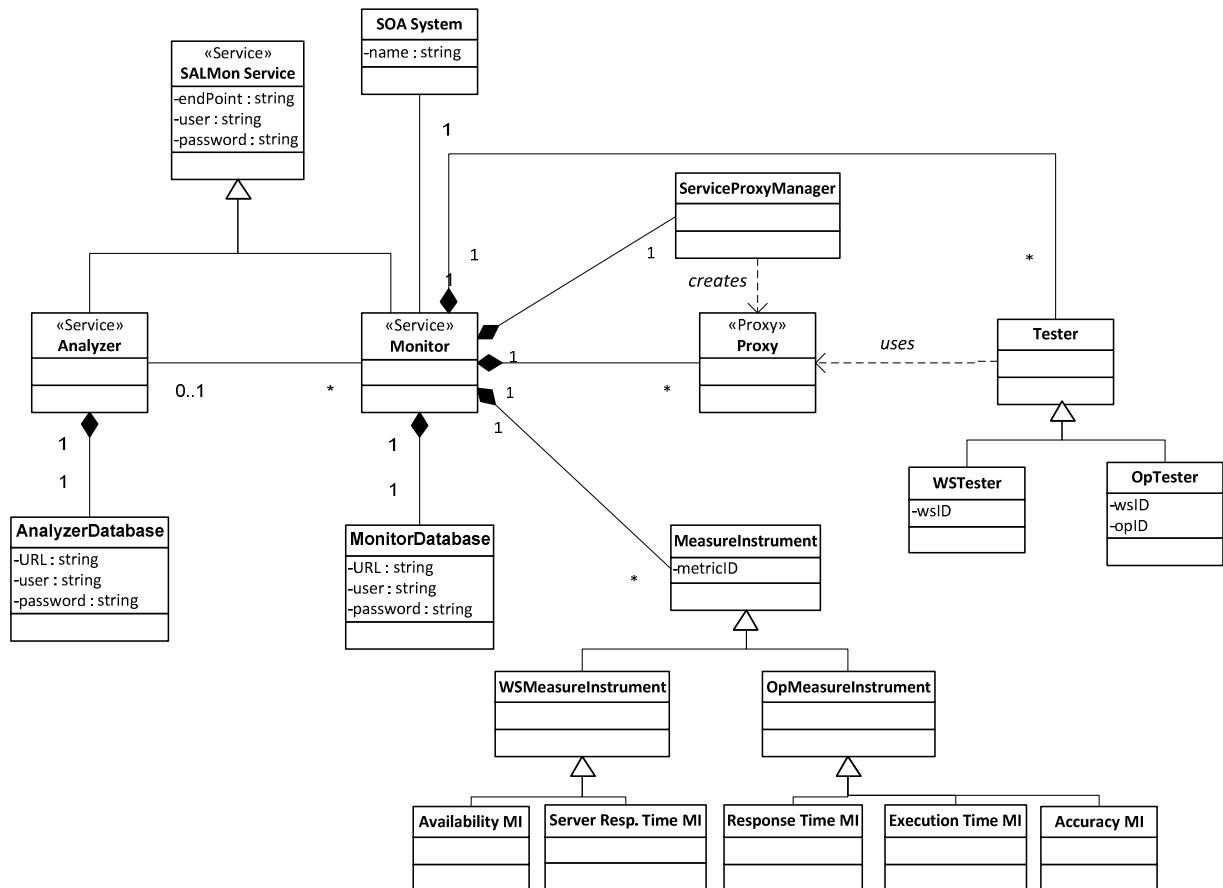 SOA System
-name : string
«Service»
SALMon Service
-endPoint : string
-user : string
-password : string
1
ServiceProxyManager
1
1
1
*
creates
«Service»
Analyzer
«Service»
Monitor
«Proxy»
Proxy
Tester
uses
1
0..1
*
1
*
1
1
1
1
1
WSTester
-wsID
OpTester
-wsID
-opID
AnalyzerDatabase
-URL : string
-user : string
-password : string
MonitorDatabase
-URL : string
-user : string
-password : string
MeasureInstrument
-metricID
*
WSMeasureInstrument
OpMeasureInstrument
Availability MI
Server Resp. Time MI
Response Time MI
Execution Time MI
Accuracy MI